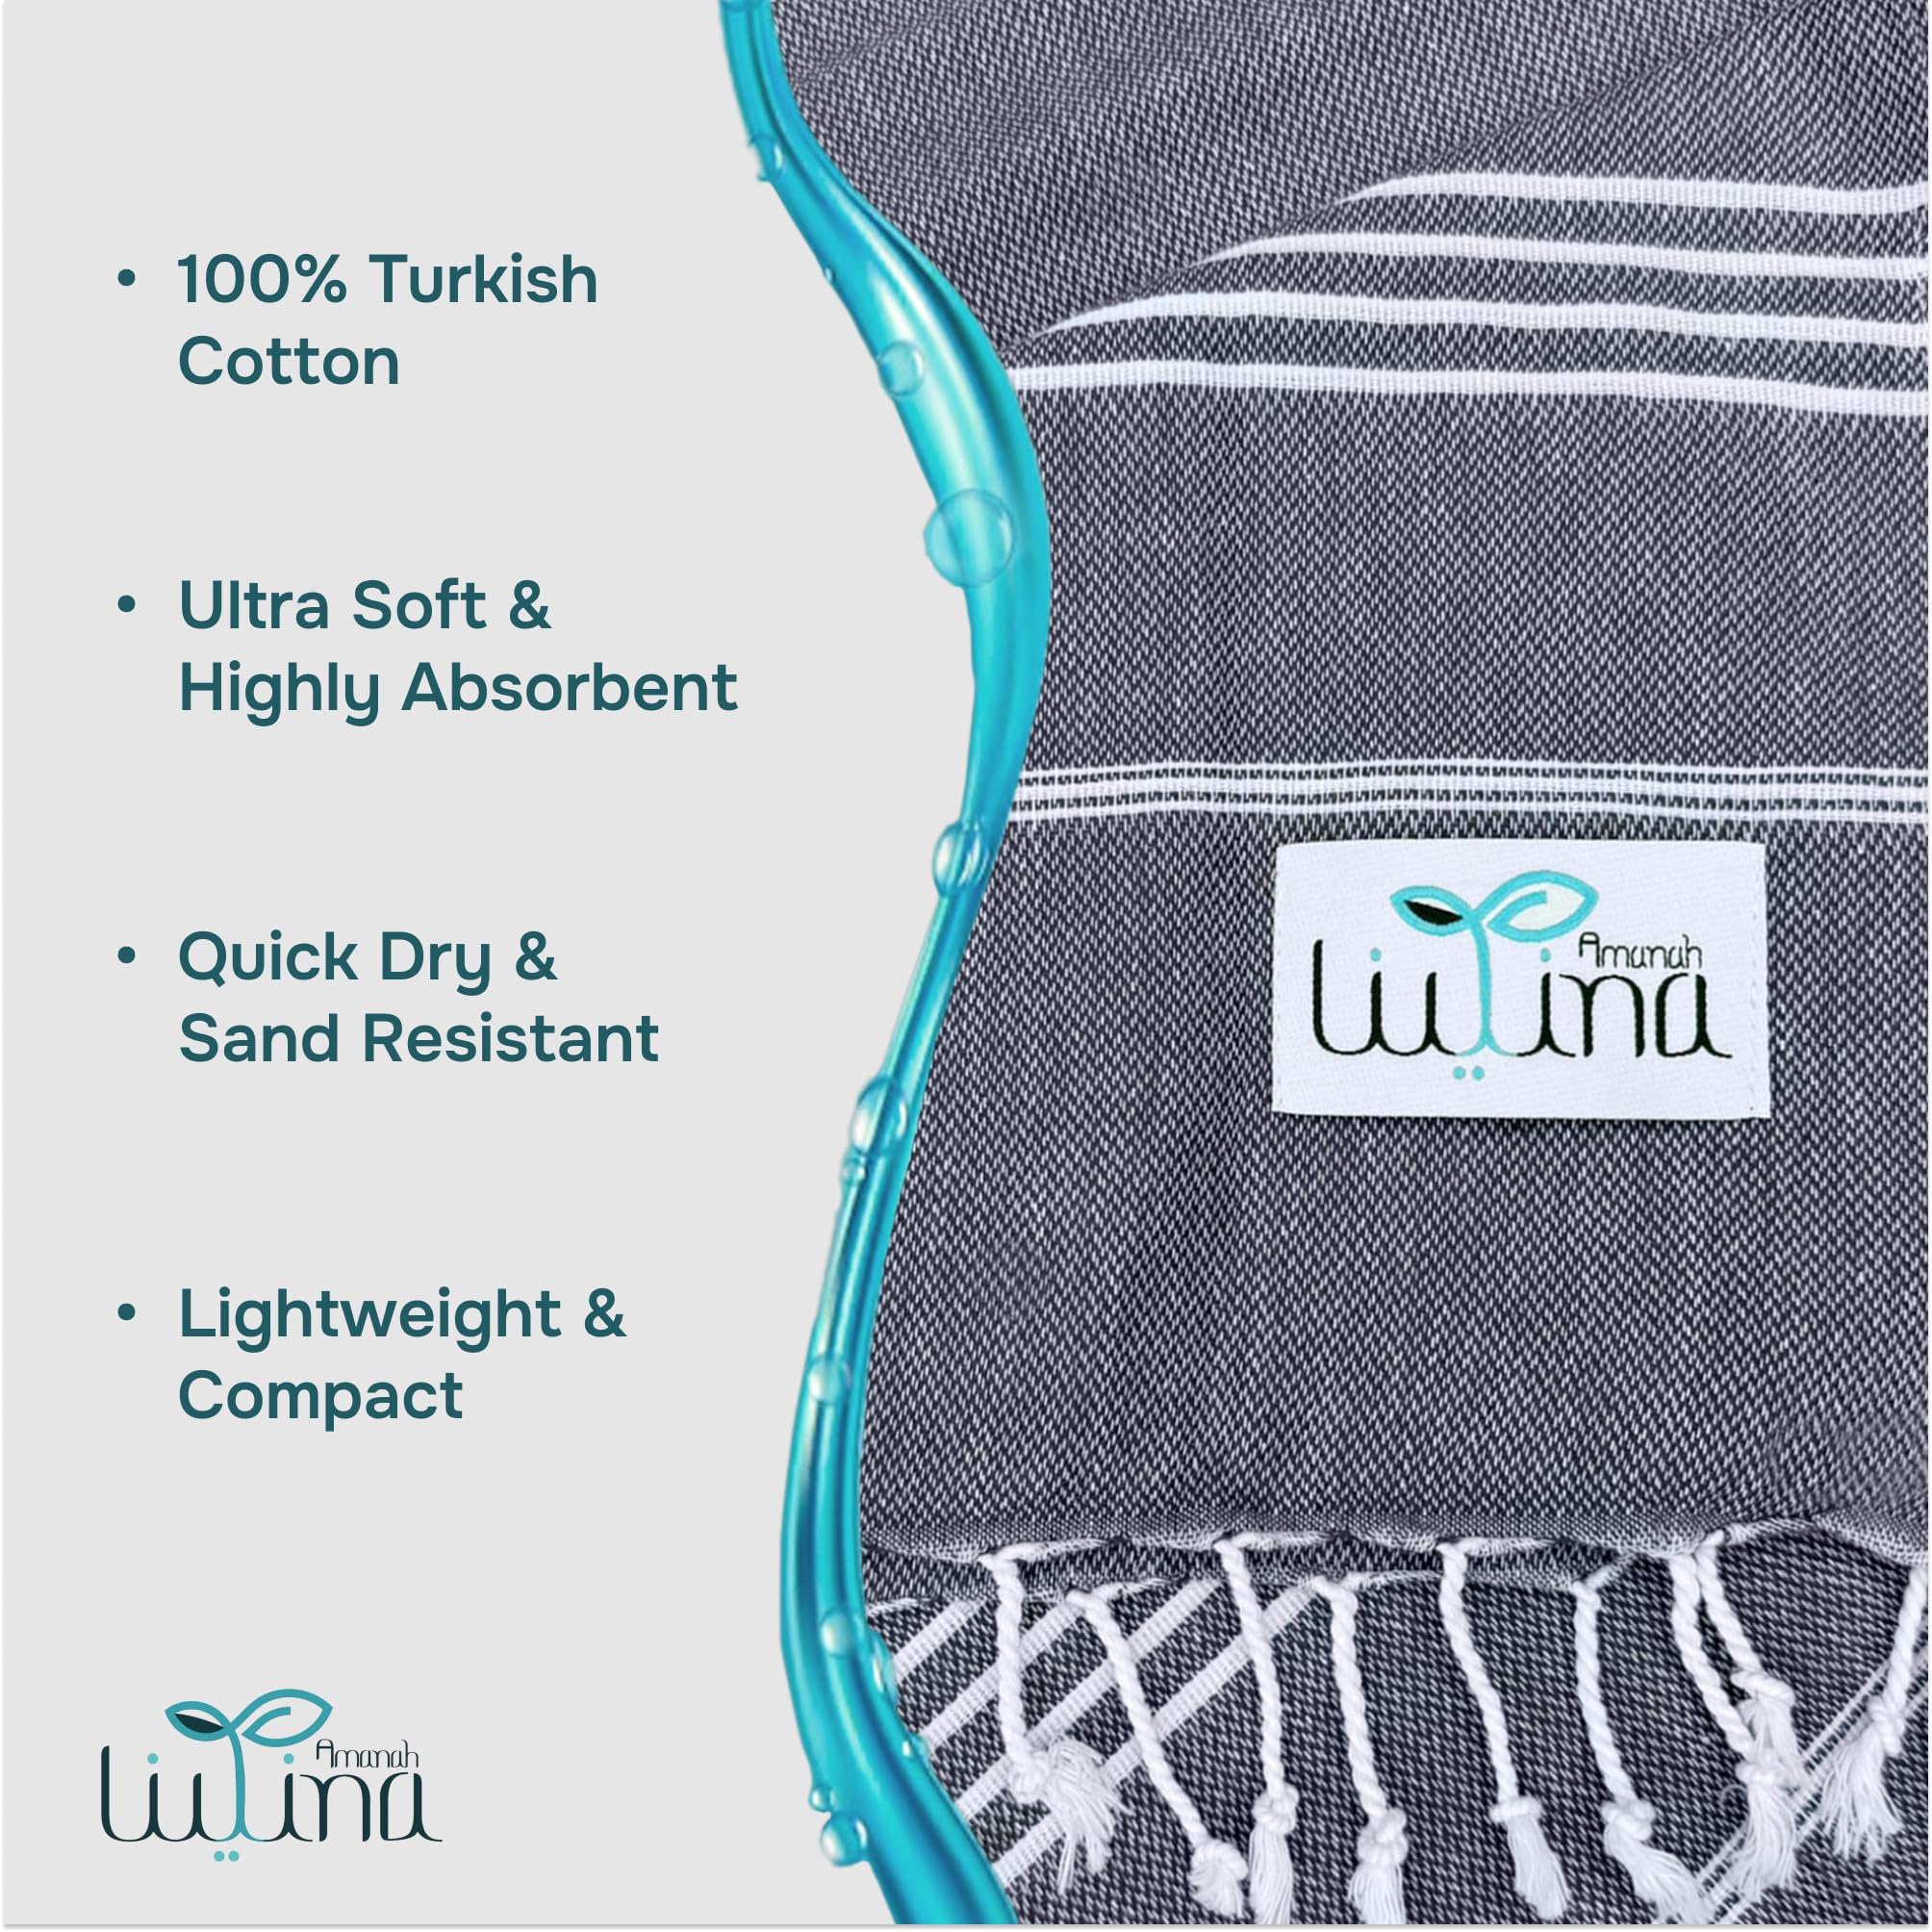 • 100% Turkish
Cotton
• Ultra Soft &
Highly Absorbent
• Quick Dry &
Sand Resistant
• Lightweight &
Compact
Amanah
Amanah